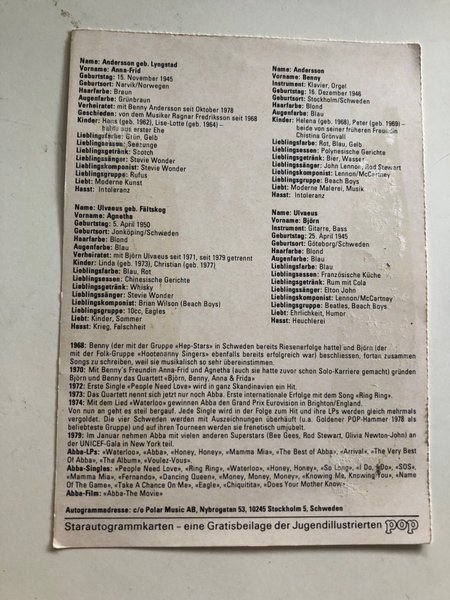 Name: Andersson geb. Lyngstad
Vorname: Anna-Frid
Geburtstag: 15. November 1945
Geburtsort: Narvik/Norwegen
Haarfarbe: Braun
Augenfarbe: Grünbraun
Verheiratet: mit Benny Andersson seit Oktober 1978
Geschieden: von dem Musiker Ragnar Fredriksson seit 1968
Kinder: Hans (geb. 1962), Lise-Lotte (geb. 1964) –
beide aus erster Ehe
Lieblingsfarbe: Grün, Gelb
Lieblingsessen: Seezunge
Lieblingsgetränk: Scotch
Lieblingssänger: Stevie Wonder
Lieblingskomponist: Stevie Wonder
Lieblingsgruppe: Rufus
Liebt: Moderne Kunst
Hasst: Intoleranz
Name: Andersson
Vorname: Benny
Instrument: Klavier, Orgel
Geburtstag: 16. Dezember 1946
Geburtsort: Stockholm/Schweden
Haarfarbe: Blond
Augenfarbe: Blau
Kinder: Helena (geb. 1968), Peter (geb. 1969) –
beide von seiner früheren Freundin
Christina Grönvall
Lieblingsfarbe: Rot, Blau, Gelb
Lieblingsessen: Polynesische Gerichte
Lieblingsgetränk: Bier, Wasser
Lieblingssänger: John Lennon, Rod Stewart
Lieblingskomponist: Lennon/McCartney
Lieblingsgruppe: Beach Boys
Liebt: Moderne Malerei, Musik
Hasst: Intoleranz
Name: Ulvaeus geb. Fältskog
Vorname: Agnetha
Geburtstag: 5. April 1950
Geburtsort: Jonköping/Schweden
Haarfarbe: Blond
Augenfarbe: Blau
Verheiratet: mit Björn Ulvaeus seit 1971, seit 1979 getrennt
Kinder: Linda (geb. 1973), Christian (geb. 1977)
Lieblingsfarbe: Blau, Rot
Lieblingsessen: Chinesische Gerichte
Lieblingsgetränk: Whisky
Lieblingssänger: Stevie Wonder
Lieblingskomponist: Brian Wilson (Beach Boys)
Lieblingsgruppe: 10cc, Eagles
Liebt: Kinder, Sommer
Hasst: Krieg, Falschheit
Name: Ulvaeus
Vorname: Björn
Instrument: Gitarre, Bass
Geburtstag: 25. April 1945
Geburtsort: Göteborg/Schweden
Haarfarbe: Blond
Augenfarbe: Blau
Lieblingsfarbe: Blau
Lieblingsessen: Französische Küche
Lieblingsgetränk: Rum mit Cola
Lieblingssänger: Elton John
Lieblingskomponist: Lennon/McCartney
Lieblingsgruppe: Beatles, Beach Boys
Liebt: Ehrlichkeit, Humor
Hasst: Heuchlerei
1968: Benny (der mit der Gruppe «Hep-Stars» in Schweden bereits Riesenerfolge hatte) und Björn (der
mit der Folk-Gruppe «Hootenanny Singers» ebenfalls bereits erfolgreich war) beschliessen, fortan zusammen
Songs zu schreiben, weil sie musikalisch so sehr übereinstimmen.
1970: Mit Benny's Freundin Anna-Frid und Agnetha (auch sie hatte zuvor schon Solo-Karriere gemacht) gründen
Björn und Benny das Quartett «Björn, Benny, Anna & Frida»
1972: Erste Single «People Need Love» wird in ganz Skandinavien ein Hit.
1973: Das Quartett nennt sich jetzt nur noch Abba. Erste internationale Erfolge mit dem Song «Ring Ring».
1974: Mit dem Lied «Waterloo» gewinnen Abba den Grand Prix Eurovision in Brighton/England.
Von nun an geht es steil bergauf. Jede Single wird in der Folge zum Hit und ihre LPs werden gleich mehrmals
vergoldet. Die vier Schweden werden mit Auszeichnungen überhäuft (u.a. Goldener POP-Hammer 1978 als
beliebteste Gruppe) und auf ihren Tourneen werden sie frenetisch umjubelt.
1979: Im Januar nehmen Abba mit vielen anderen Superstars (Bee Gees, Rod Stewart, Olivia Newton-John) an
der UNICEF-Gala in New York teil.
Abba-LPs: «Waterloo», «Abba», «Honey, Honey», «Mamma Mia», «The Best of Abba», «Arrival», «The Very Best
Of Abba», «The Album», «Voulez-Vous».
Abba-Singles: «People Need Love», «Ring Ring», «Waterloo», «Honey, Honey», «So Long», «I Do, I Do», «SOS»
«Mamma Mia», «Fernando», «Dancing Queen», «Money, Money, Money», «Knowing Me, Knowing You», «Name
Of The Game», «Take A Chance On Me», «Eagle», «Chiquitita», «Does Your Mother Know»
Abba-Film: «Abba-The Movie»
Autogrammadresse: c/o Polar Music AB, Nybrogatan 53, 10245 Stockholm 5, Schweden
Starautogrammkarten – eine Gratisbeilage der Jugendillustrierten pop